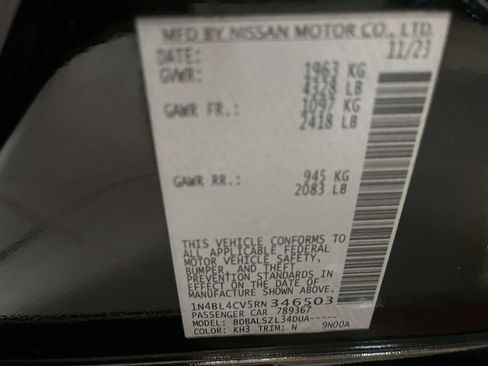 MFD BY NISSAN MOTOR CO., LTD.
DATE: 11/23
GVWR: 1963 KG
4328 LB
GAWR FR.: 1097 KG
2418 LB
GAWR RR.: 945 KG
2083 LB
THIS VEHICLE CONFORMS TO
ALL APPLICABLE FEDERAL
MOTOR VEHICLE SAFETY,
BUMPER, AND THEFT
PREVENTION STANDARDS IN
EFFECT ON THE DATE OF
MANUFACTURE SHOWN ABOVE.
1N4BL4CV5RN346503
PASSENGER CAR 789367
MODEL: BDBALSZL34DUA-----
COLOR: KH3 TRIM: N 9N00A